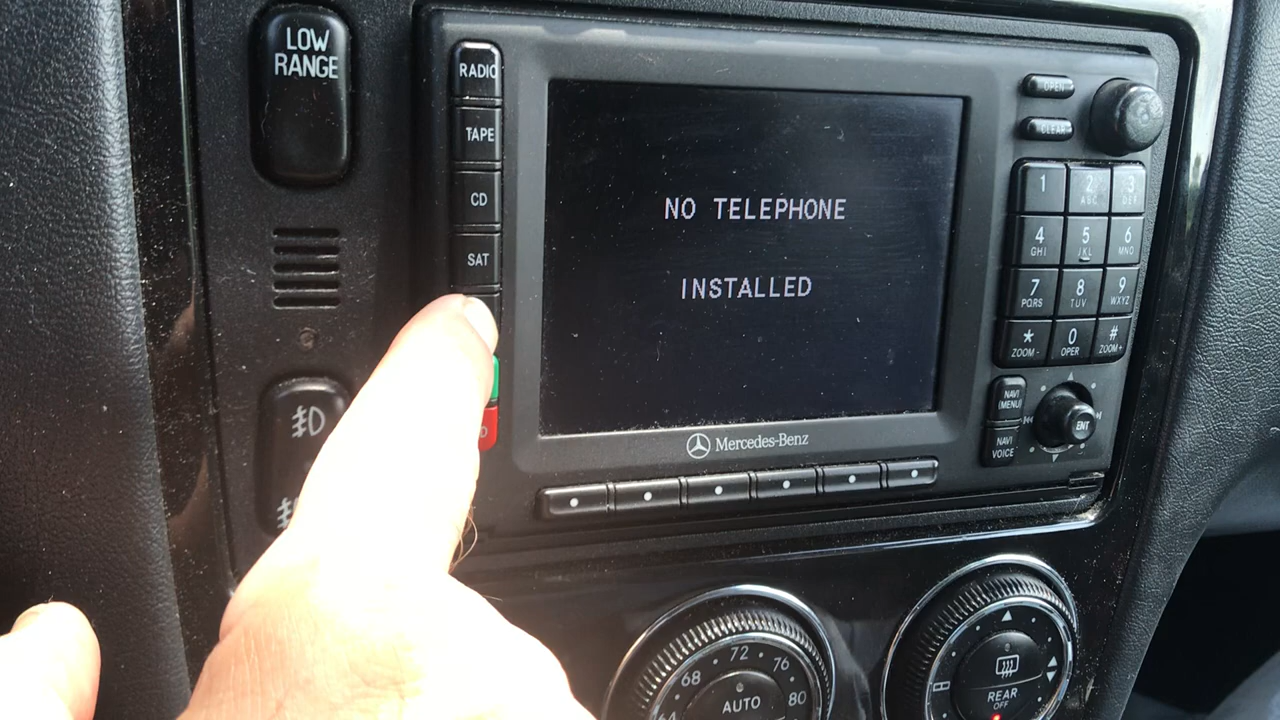 LOW
RANGE
RADIO
TAPE
CD
SAT
NO TELEPHONE
INSTALLED
Mercedes-Benz
OPEN
CLEAR
1
2 ABC
3 DEF
4 GHI
5 JKL
6 MNO
7 PQRS
8 TUV
9 WXYZ
* ZOOM -
0 OPER
# ZOOM +
NAVI
(MENU)
NAVI
VOICE
ENT
68
72
76
80
AUTO
REAR
OFF